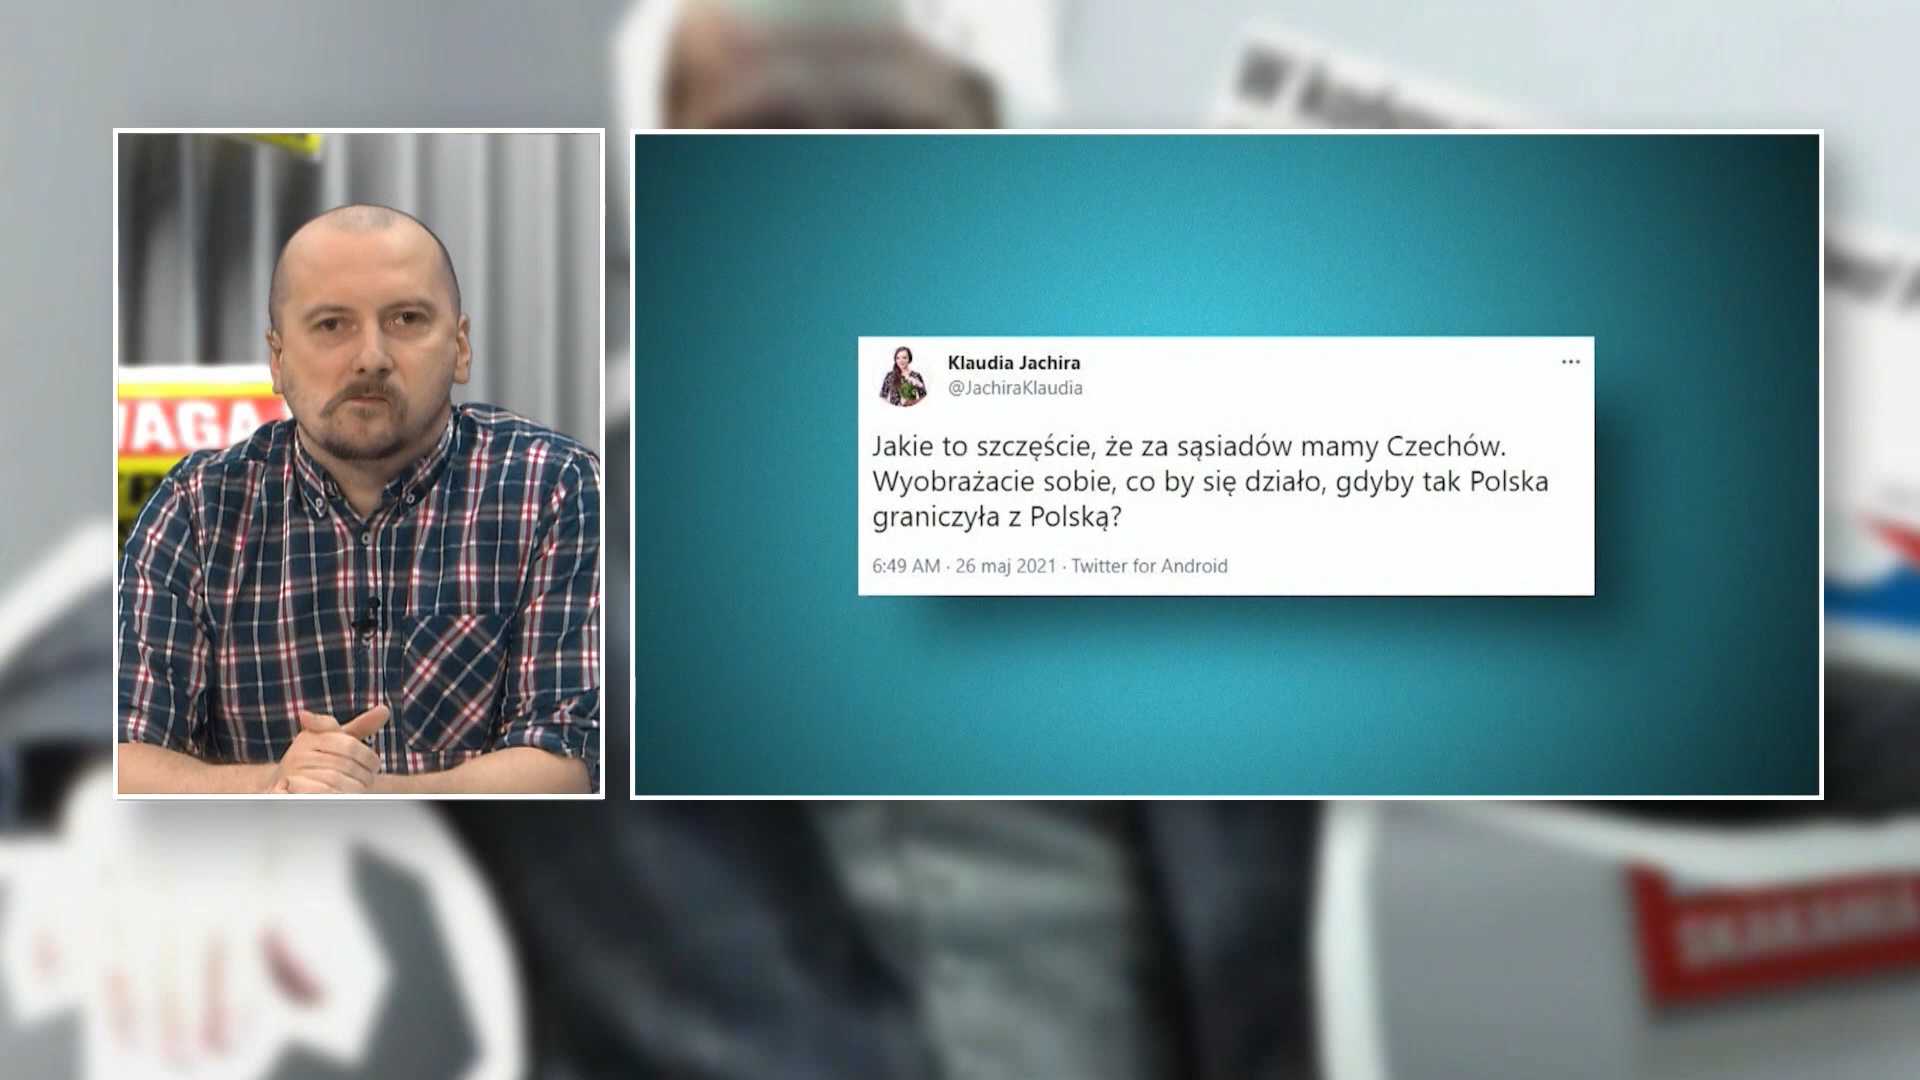 W
WAGA
Klaudia Jachira
@JachiraKlaudia
Jakie to szczęście, że za sąsiadów mamy Czechów.
Wyobrażacie sobie, co by się działo, gdyby tak Polska
graniczyła z Polską?
6:49 AM · 26 maj 2021 · Twitter for Android